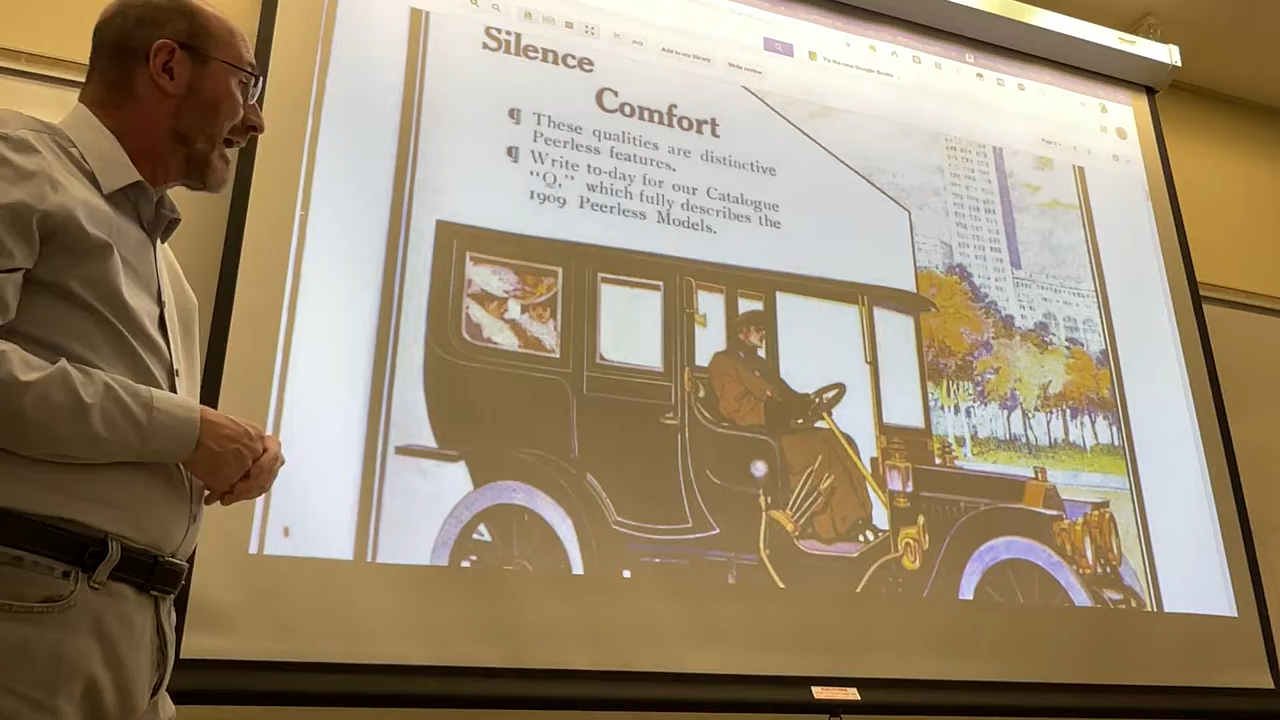 Add to my library
Write review
Try the new Google Books
Silence
Comfort
¶ These qualities are distinctive
Peerless features.
¶ Write to-day for our Catalogue
“Q,” which fully describes the
1909 Peerless Models.